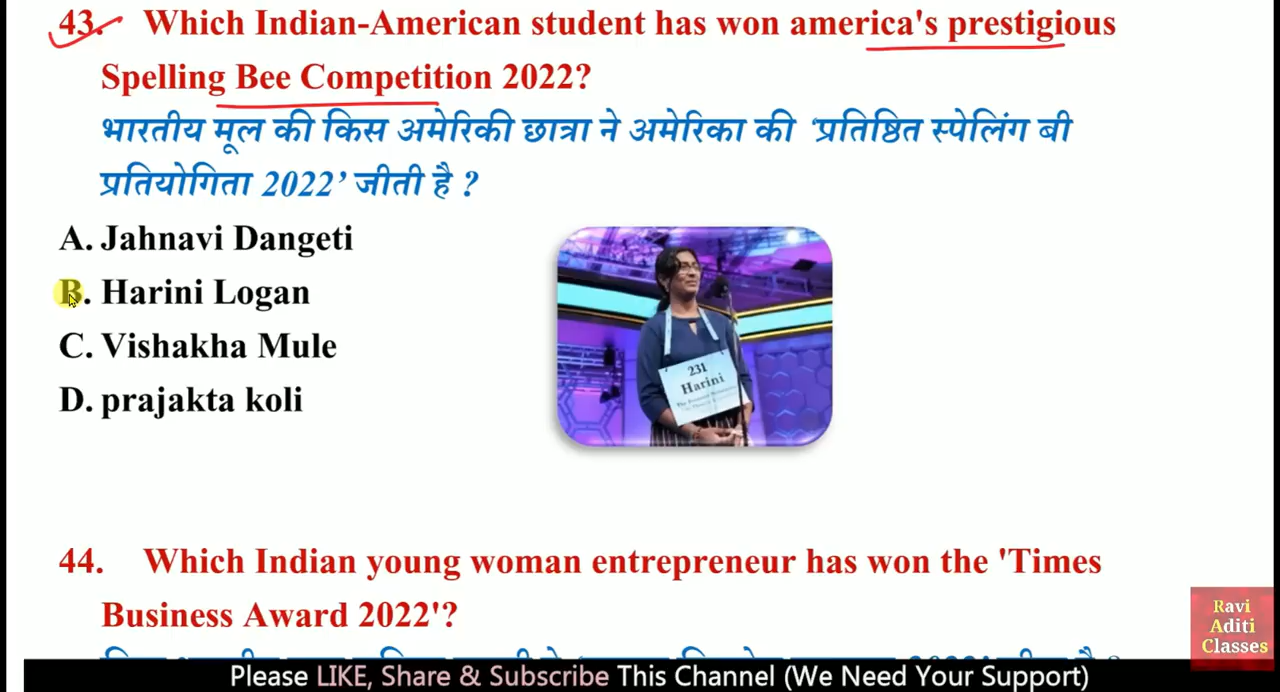 43. Which Indian-American student has won america's prestigious
Spelling Bee Competition 2022?
भारतीय मूल की किस अमेरिकी छात्रा ने अमेरिका की ‘प्रतिष्ठित स्पेलिंग बी
प्रतियोगिता 2022’ जीती है ?
A. Jahnavi Dangeti
B. Harini Logan
C. Vishakha Mule
D. prajakta koli
231
Harini
44. Which Indian young woman entrepreneur has won the 'Times
Business Award 2022'?
Ravi
Aditi
Classes
Please LIKE, Share & Subscribe This Channel (We Need Your Support)